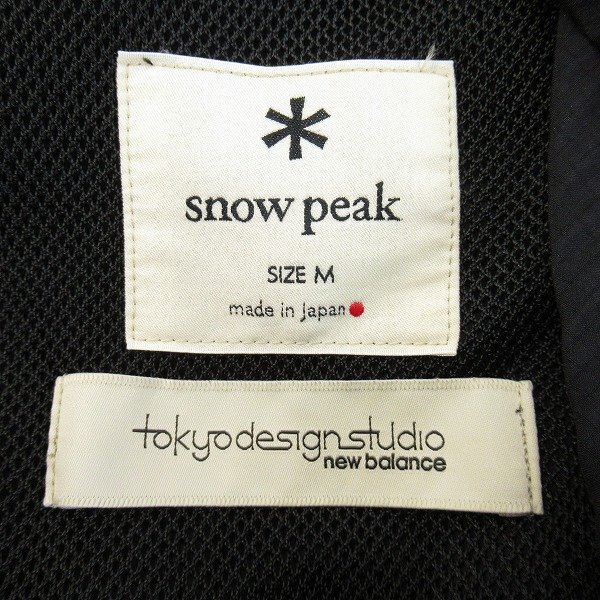 snow peak
SIZE M
made in Japan
tokyodesignstudio
new balance